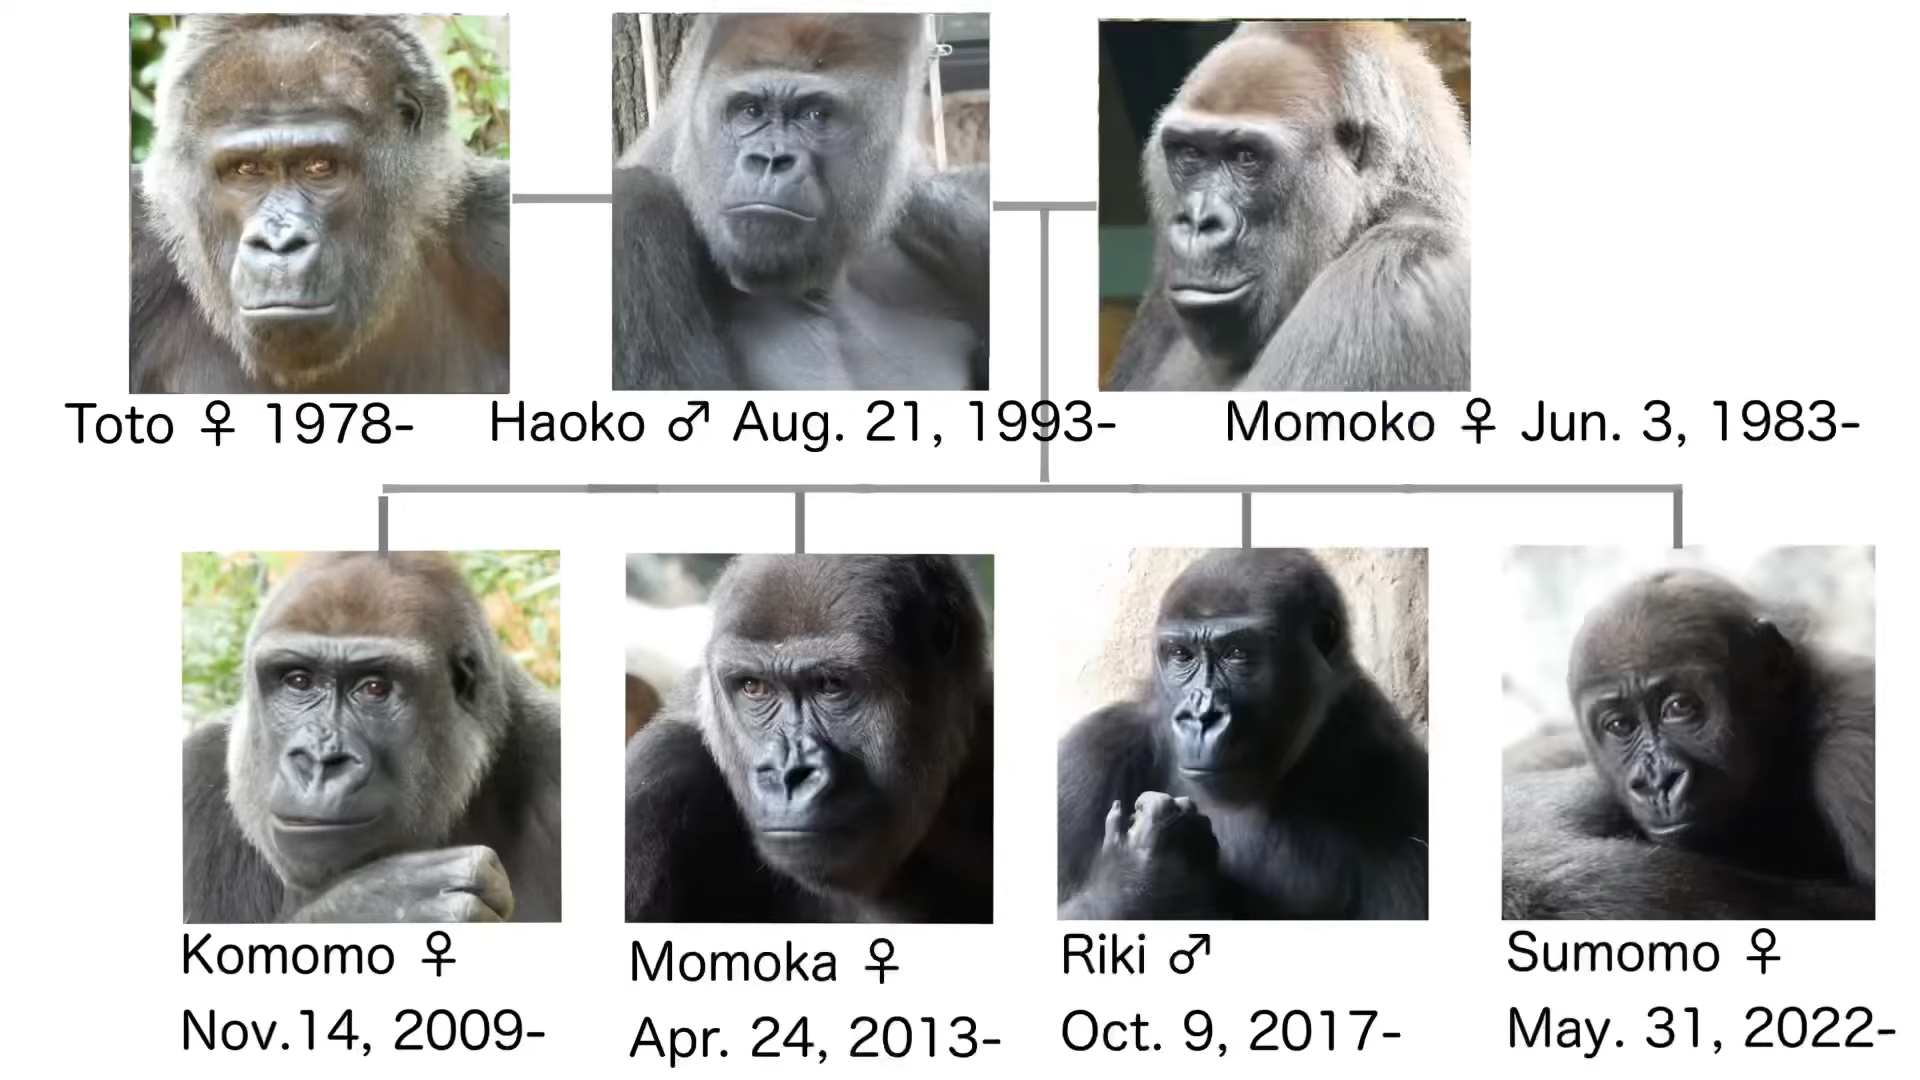 Toto ♀ 1978-
Haoko ♂ Aug. 21, 1993-
Momoko ♀ Jun. 3, 1983-
Komomo ♀
Nov.14, 2009-
Momoka ♀
Apr. 24, 2013-
Riki ♂
Oct. 9, 2017-
Sumomo ♀
May. 31, 2022-